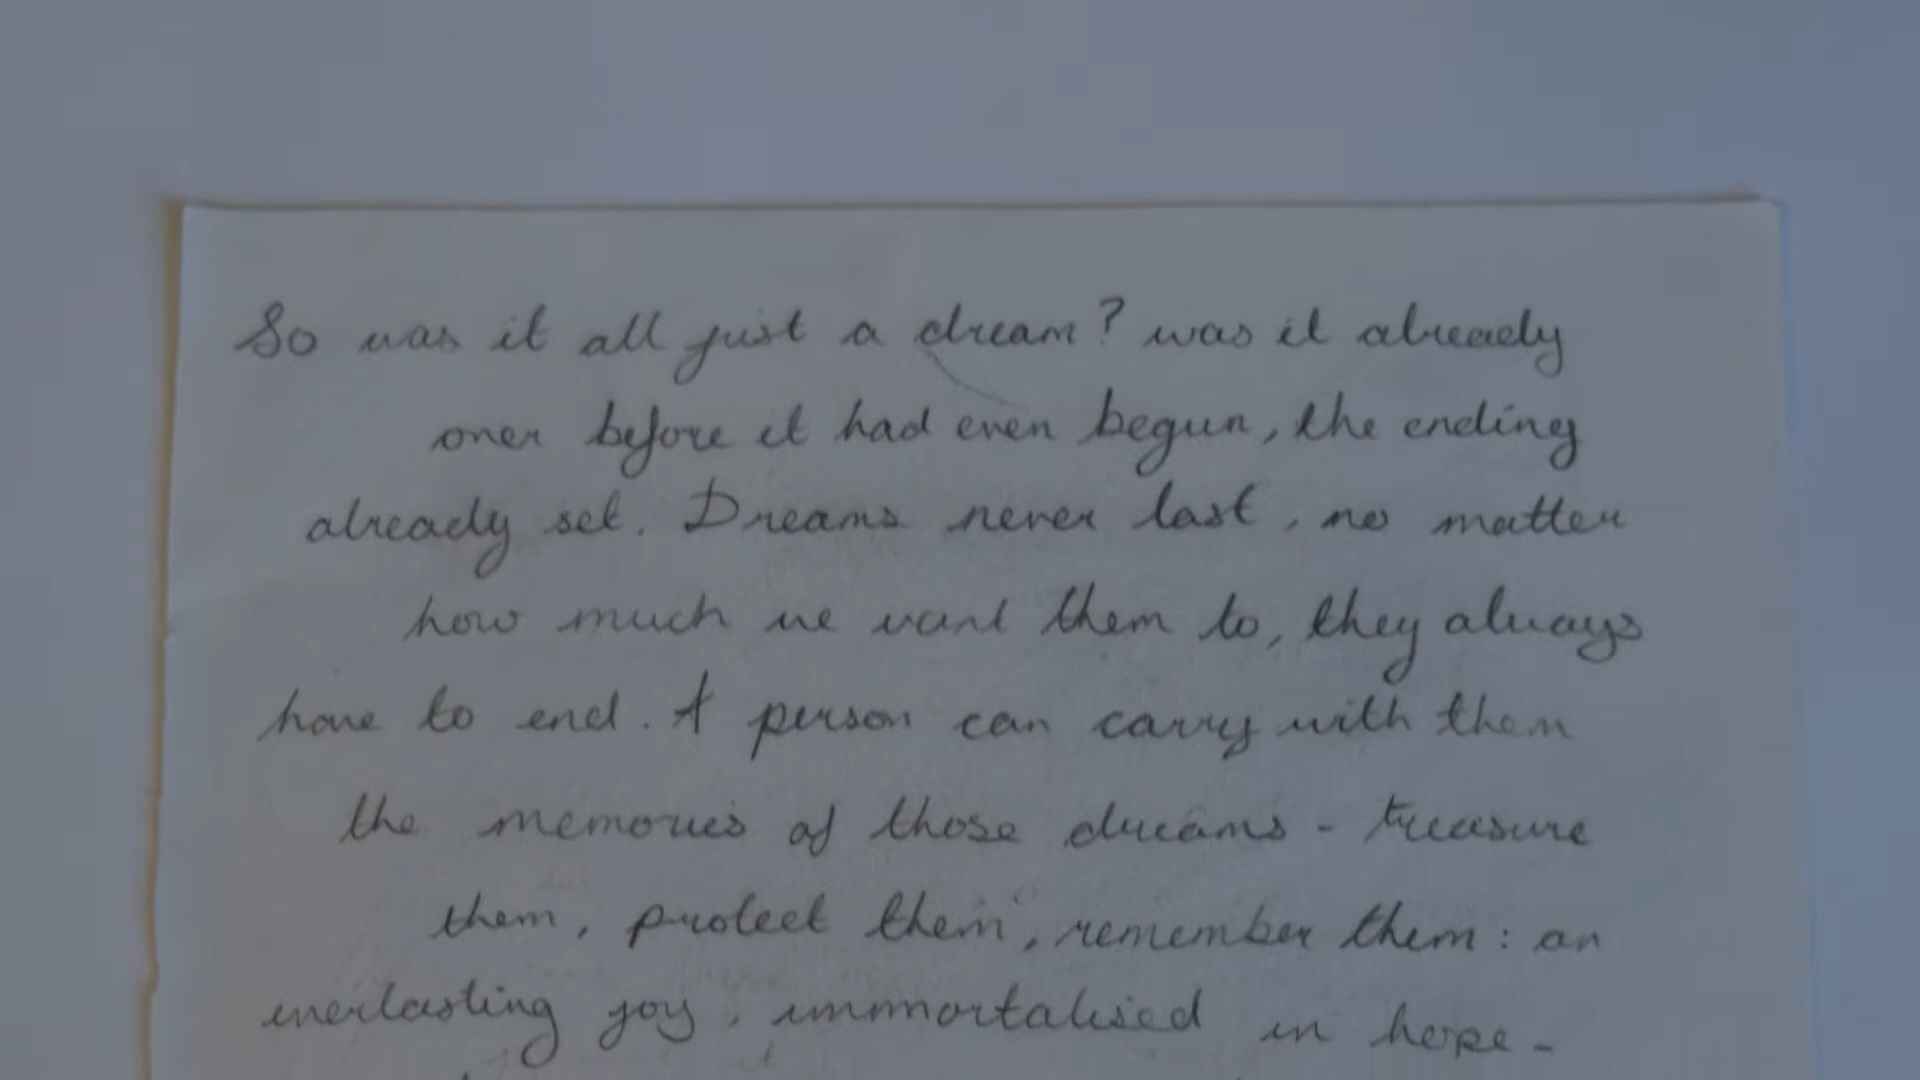 So was it all just a dream? was it already
over before it had even begun, the ending
already set. Dreams never last, no matter
how much we want them to, they always
have to end. A person can carry with them
the memories of those dreams - treasure
them, protect them, remember them: an
everlasting joy, immortalised in hope -